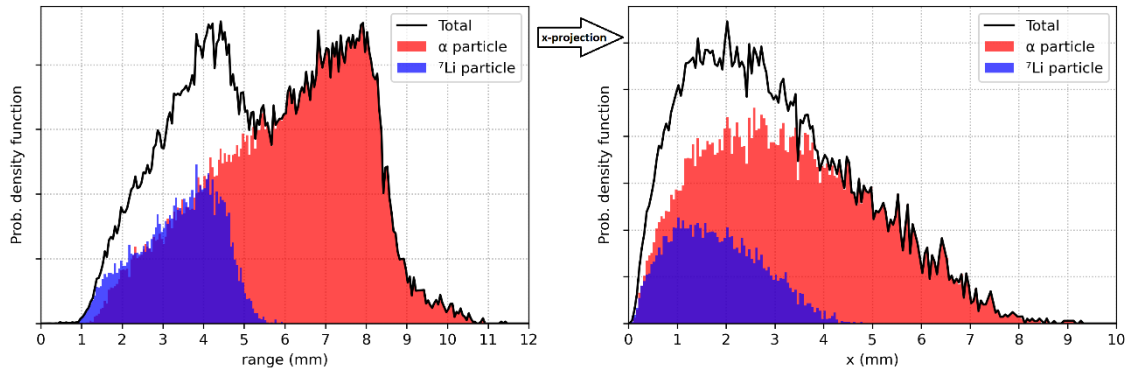 Total
α particle
⁷Li particle
Prob. density function
0 1 2 3 4 5 6 7 8 9 10 11 12
range (mm)
x-projection
Total
α particle
⁷Li particle
Prob. density function
0 1 2 3 4 5 6 7 8 9 10
x (mm)